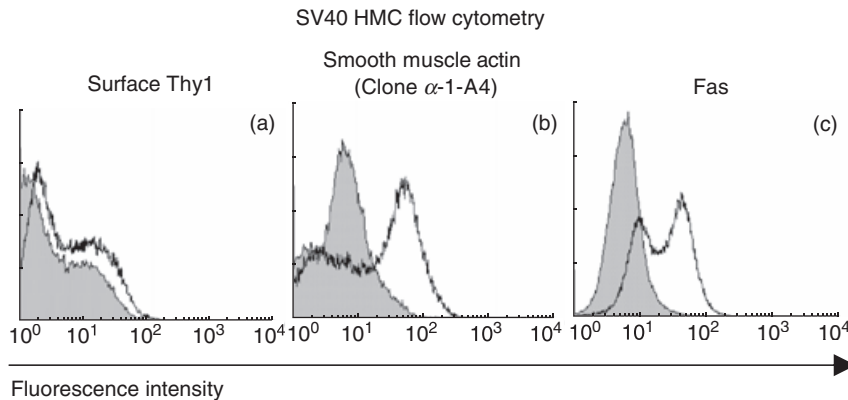 SV40 HMC flow cytometry
Surface Thy1
Smooth muscle actin
(Clone α-1-A4)
Fas
(a)
(b)
(c)
10⁰ 10¹ 10² 10³ 10⁴
10⁰ 10¹ 10² 10³ 10⁴
10⁰ 10¹ 10² 10³ 10⁴
Fluorescence intensity